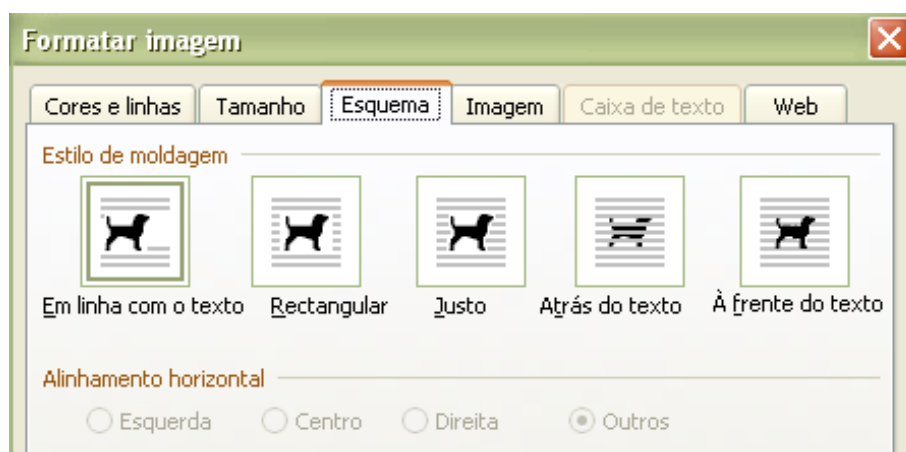 Formatar imagem
Cores e linhas Tamanho Esquema Imagem Caixa de texto Web
Estilo de moldagem
Em linha com o texto Rectangular Justo Atrás do texto À frente do texto
Alinhamento horizontal
Esquerda Centro Direita Outros